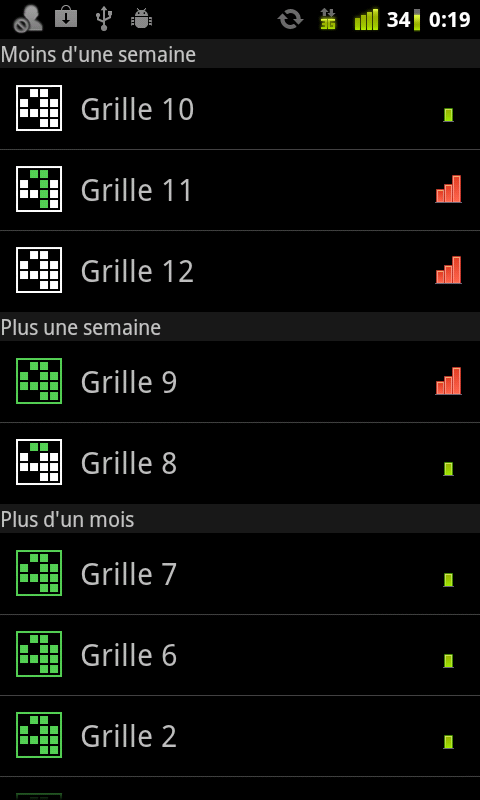 3G 34 0:19
Moins d'une semaine
Grille 10
Grille 11
Grille 12
Plus une semaine
Grille 9
Grille 8
Plus d'un mois
Grille 7
Grille 6
Grille 2